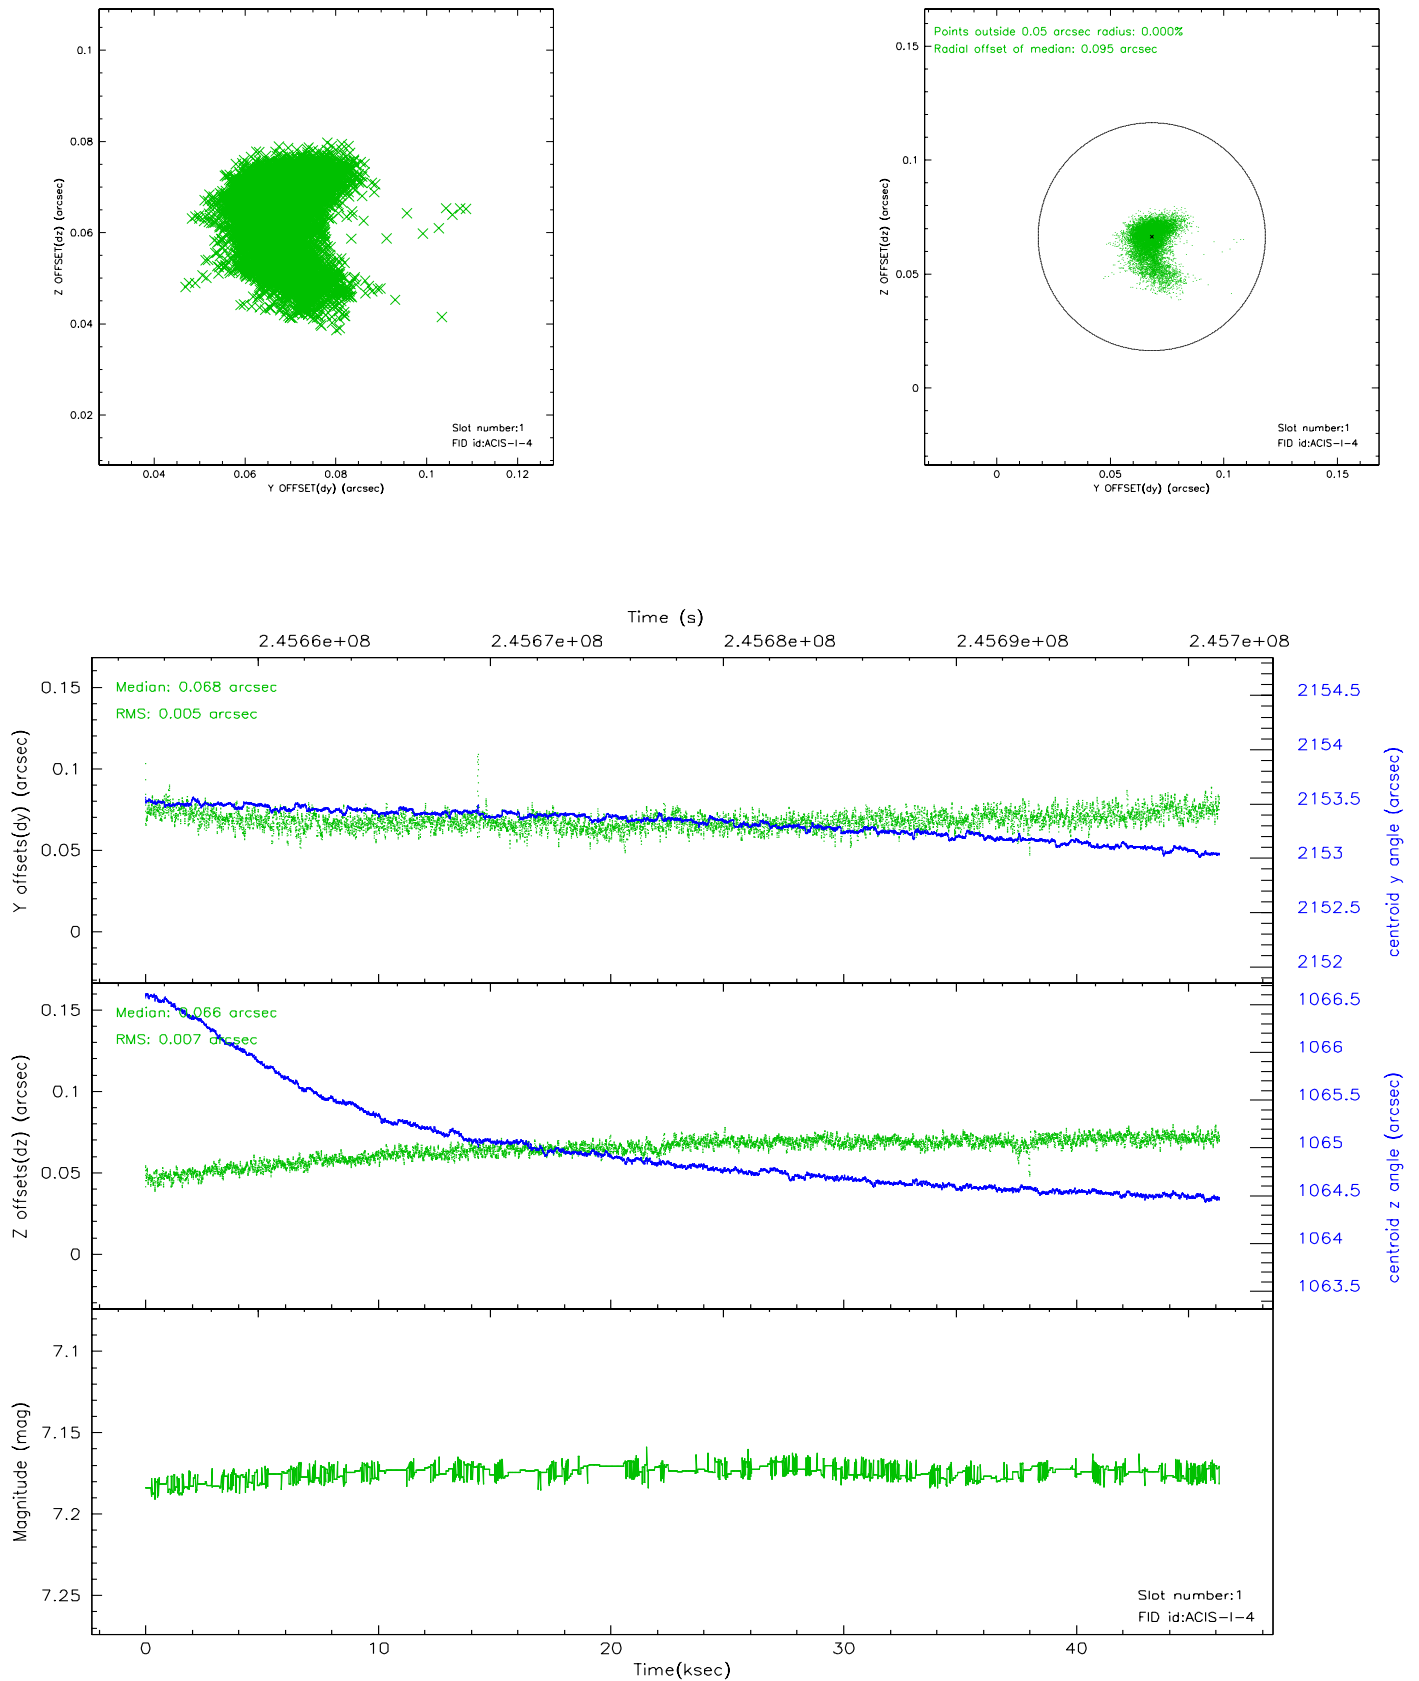 0.1
0.08
0.06
0.04
0.02
Z OFFSET(dz) (arcsec)
Slot number:1
FID id:ACIS-I-4
0.04 0.06 0.08 0.1 0.12
Y OFFSET(dy) (arcsec)
Points outside 0.05 arcsec radius: 0.000%
Radial offset of median: 0.095 arcsec
0.15
0.1
0.05
0
Z OFFSET(dz) (arcsec)
Slot number:1
FID id:ACIS-I-4
0 0.05 0.1 0.15
Y OFFSET(dy) (arcsec)
Time (s)
2.4566e+08 2.4567e+08 2.4568e+08 2.4569e+08 2.457e+08
Median: 0.068 arcsec
RMS: 0.005 arcsec
0.15
0.1
0.05
0
Y offsets(dy) (arcsec)
2154.5
2154
2153.5
2153
2152.5
2152
centroid y angle (arcsec)
Median: 0.066 arcsec
RMS: 0.007 arcsec
0.15
0.1
0.05
0
Z offsets(dz) (arcsec)
1066.5
1066
1065.5
1065
1064.5
1064
1063.5
centroid z angle (arcsec)
7.1
7.15
7.2
7.25
Magnitude (mag)
Slot number:1
FID id:ACIS-I-4
0 10 20 30 40
Time(ksec)